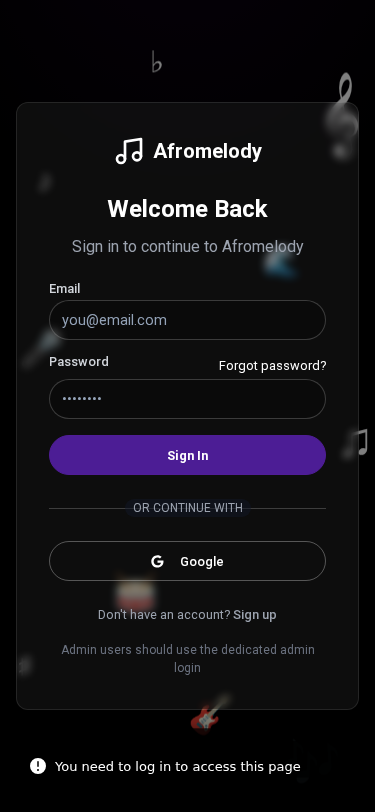 Afromelody
Welcome Back
Sign in to continue to Afromelody
Email
you@email.com
Password
Forgot password?
••••••••
Sign In
OR CONTINUE WITH
G Google
Don't have an account? Sign up
Admin users should use the dedicated admin
login
You need to log in to access this page